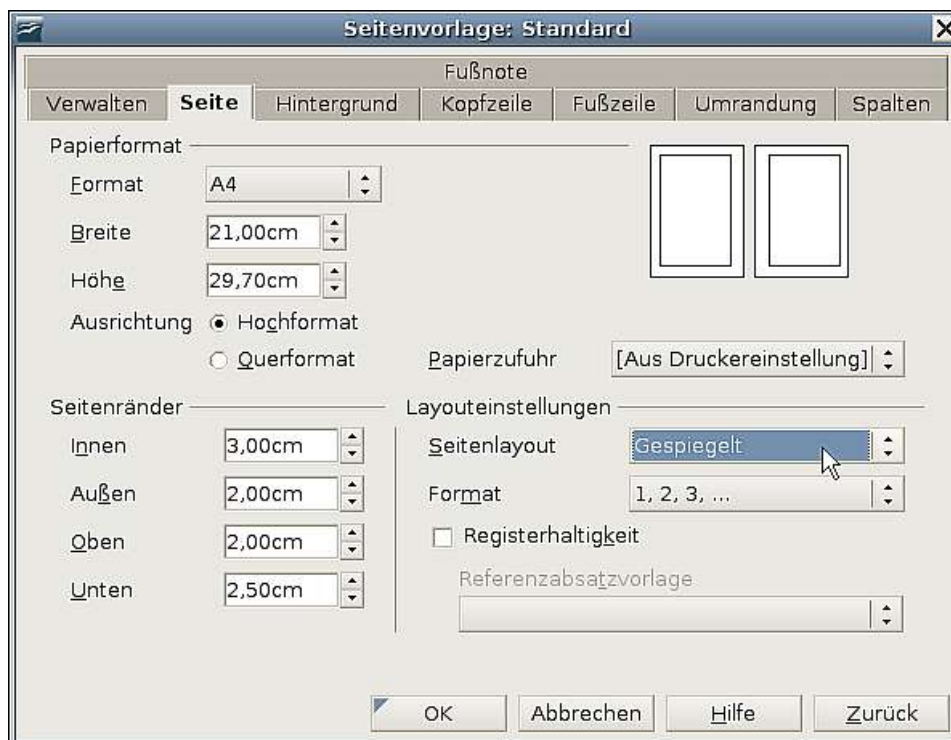 Seitenvorlage: Standard
Fußnote
Verwalten Seite Hintergrund Kopfzeile Fußzeile Umrandung Spalten
Papierformat
Format A4
Breite 21,00cm
Höhe 29,70cm
Ausrichtung Hochformat
Querformat Papierzufuhr [Aus Druckereinstellung]
Seitenränder Layouteinstellungen
Innen 3,00cm Seitenlayout Gespiegelt
Außen 2,00cm Format 1, 2, 3, ...
Oben 2,00cm Registerhaltigkeit
Unten 2,50cm Referenzabsatzvorlage
OK Abbrechen Hilfe Zurück